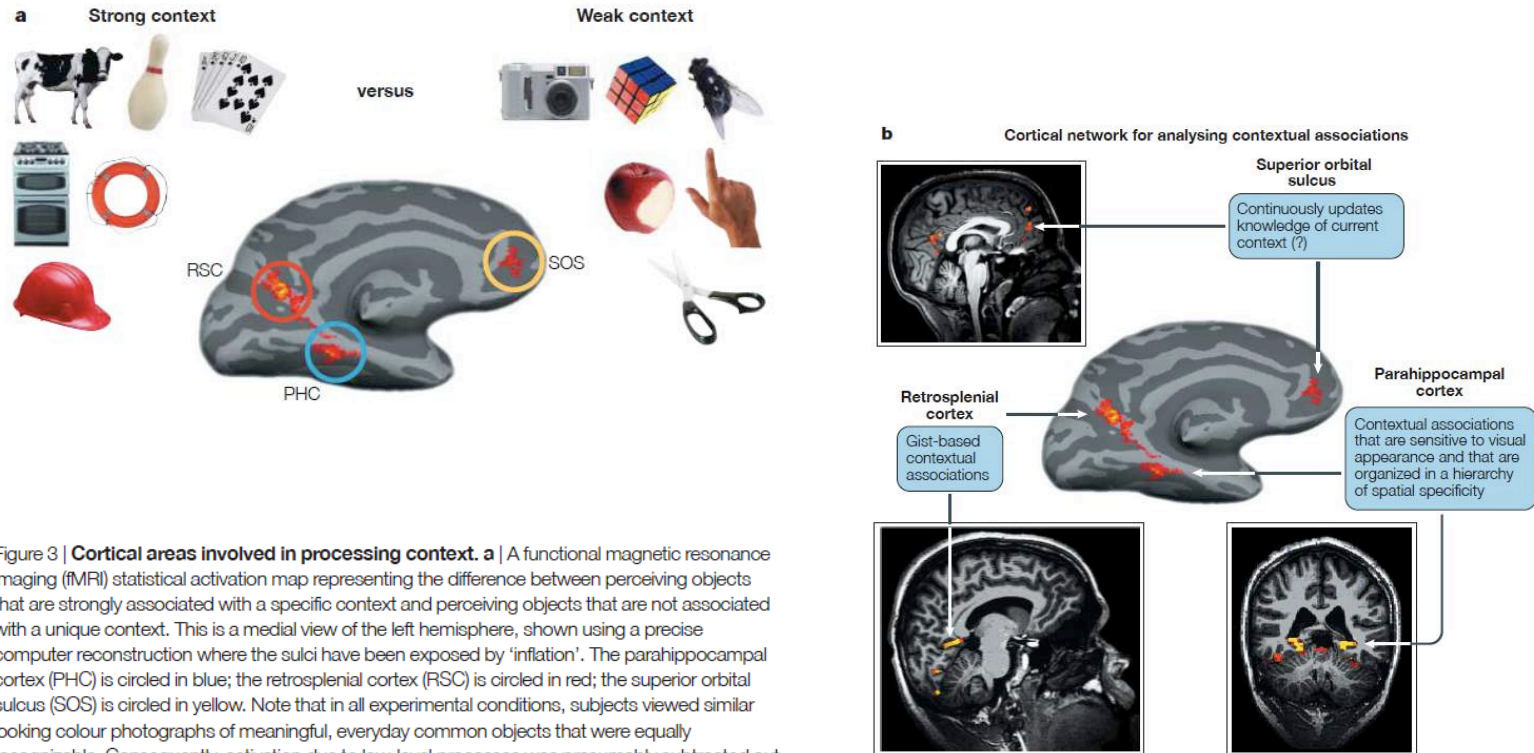 a
Strong context
Weak context
versus
RSC
SOS
PHC
Figure 3 | Cortical areas involved in processing context. a | A functional magnetic resonance
imaging (fMRI) statistical activation map representing the difference between perceiving objects
that are strongly associated with a specific context and perceiving objects that are not associated
with a unique context. This is a medial view of the left hemisphere, shown using a precise
computer reconstruction where the sulci have been exposed by ‘inflation’. The parahippocampal
cortex (PHC) is circled in blue; the retrosplenial cortex (RSC) is circled in red; the superior orbital
sulcus (SOS) is circled in yellow. Note that in all experimental conditions, subjects viewed similar
looking colour photographs of meaningful, everyday common objects that were equally
b
Cortical network for analysing contextual associations
Superior orbital
sulcus
Continuously updates
knowledge of current
context (?)
Retrosplenial
cortex
Gist-based
contextual
associations
Parahippocampal
cortex
Contextual associations
that are sensitive to visual
appearance and that are
organized in a hierarchy
of spatial specificity